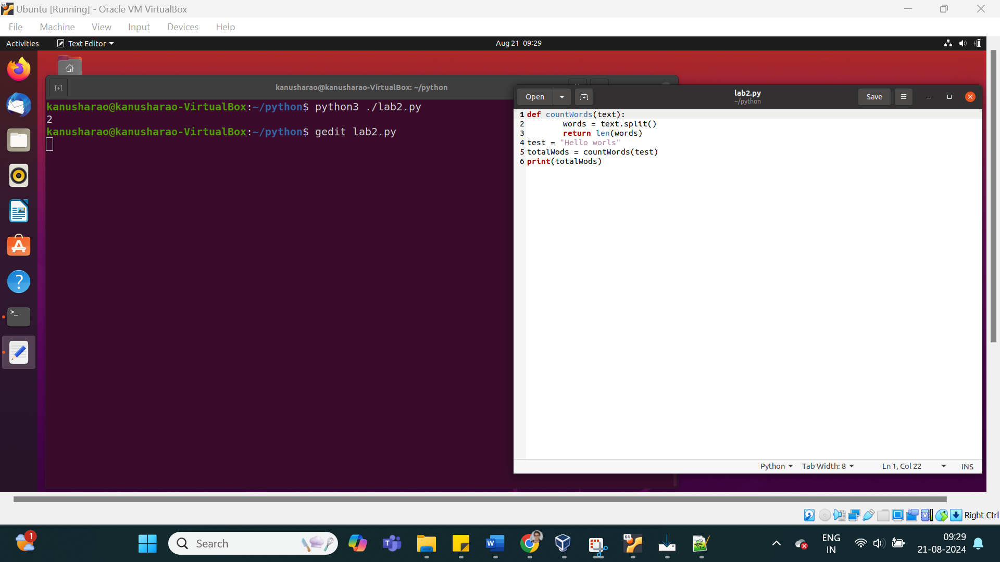 Ubuntu [Running] - Oracle VM VirtualBox
File Machine View Input Devices Help
Activities Text Editor Aug 21 09:29
kanusharao@kanusharao-VirtualBox: ~/python
kanusharao@kanusharao-VirtualBox:~/python$ python3 ./lab2.py
2
kanusharao@kanusharao-VirtualBox:~/python$ gedit lab2.py
Open lab2.py Save
~/python
1 def countWords(text):
2 words = text.split()
3 return len(words)
4 test = "Hello worls"
5 totalWods = countWords(test)
6 print(totalWods)
Python Tab Width: 8 Ln 1, Col 22 INS
Right Ctrl
1 Search 64 ENG 09:29
IN 21-08-2024